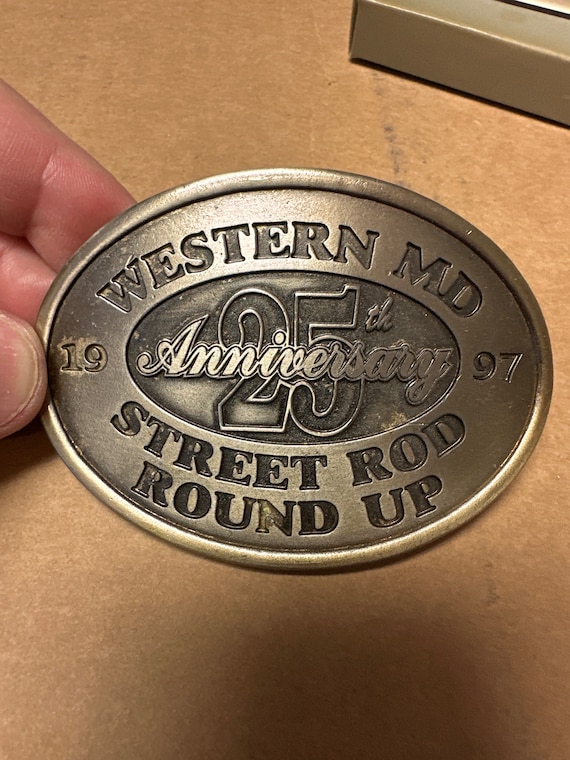 WESTERN MD
25th
Anniversary
19 97
STREET ROD
ROUND UP